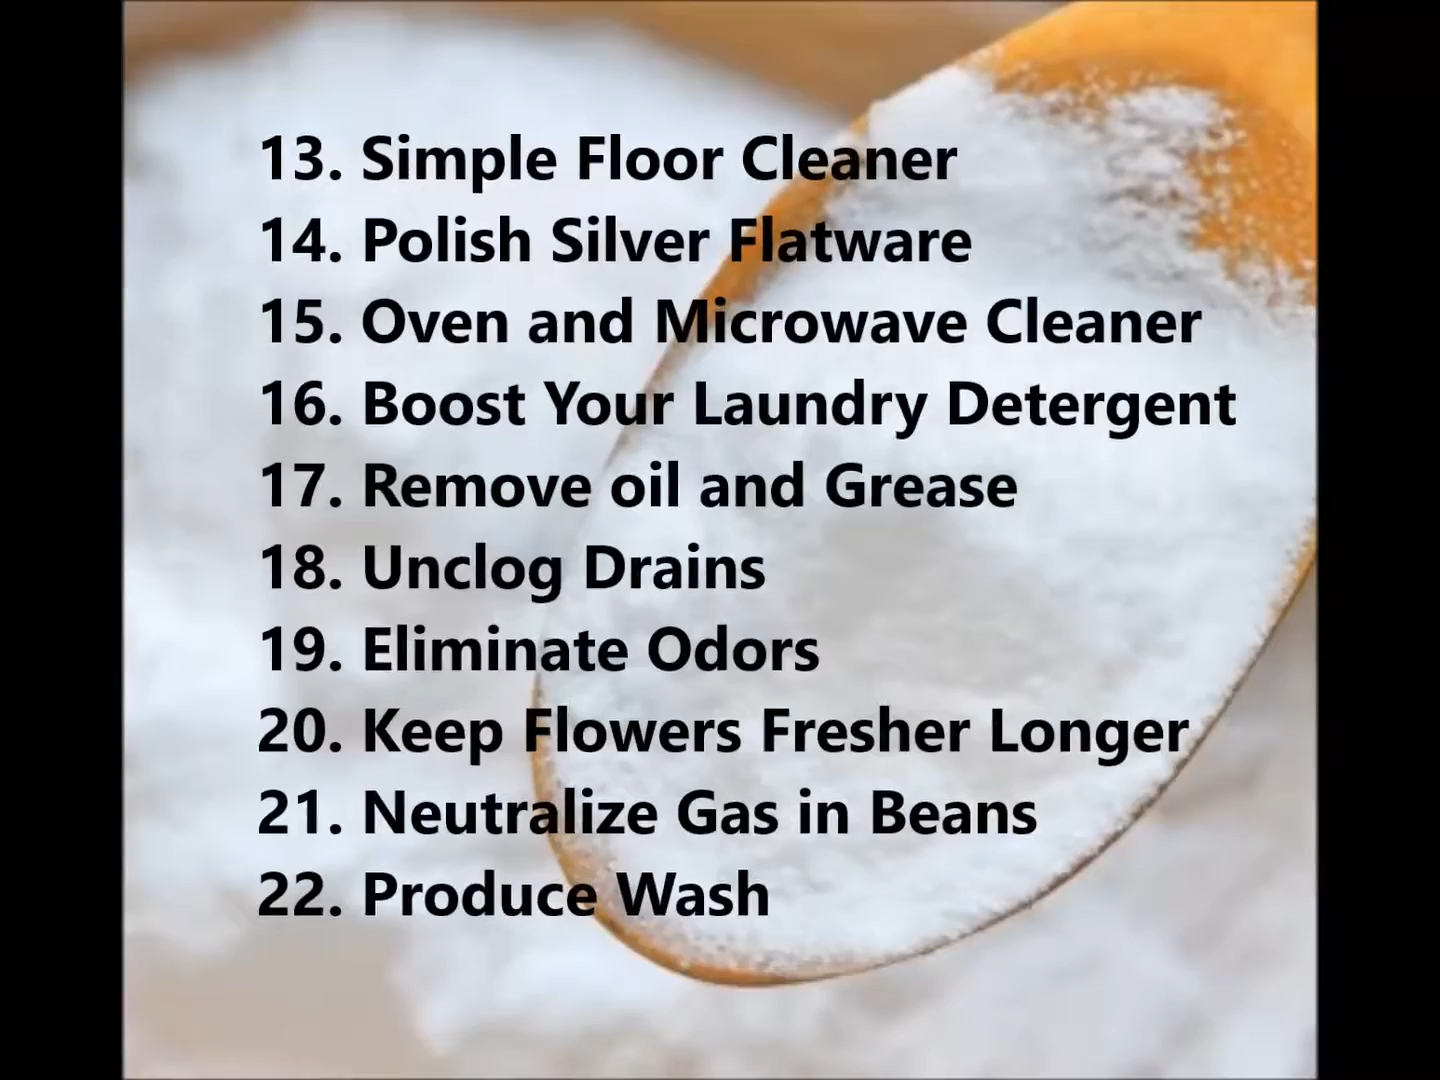 13. Simple Floor Cleaner
14. Polish Silver Flatware
15. Oven and Microwave Cleaner
16. Boost Your Laundry Detergent
17. Remove oil and Grease
18. Unclog Drains
19. Eliminate Odors
20. Keep Flowers Fresher Longer
21. Neutralize Gas in Beans
22. Produce Wash